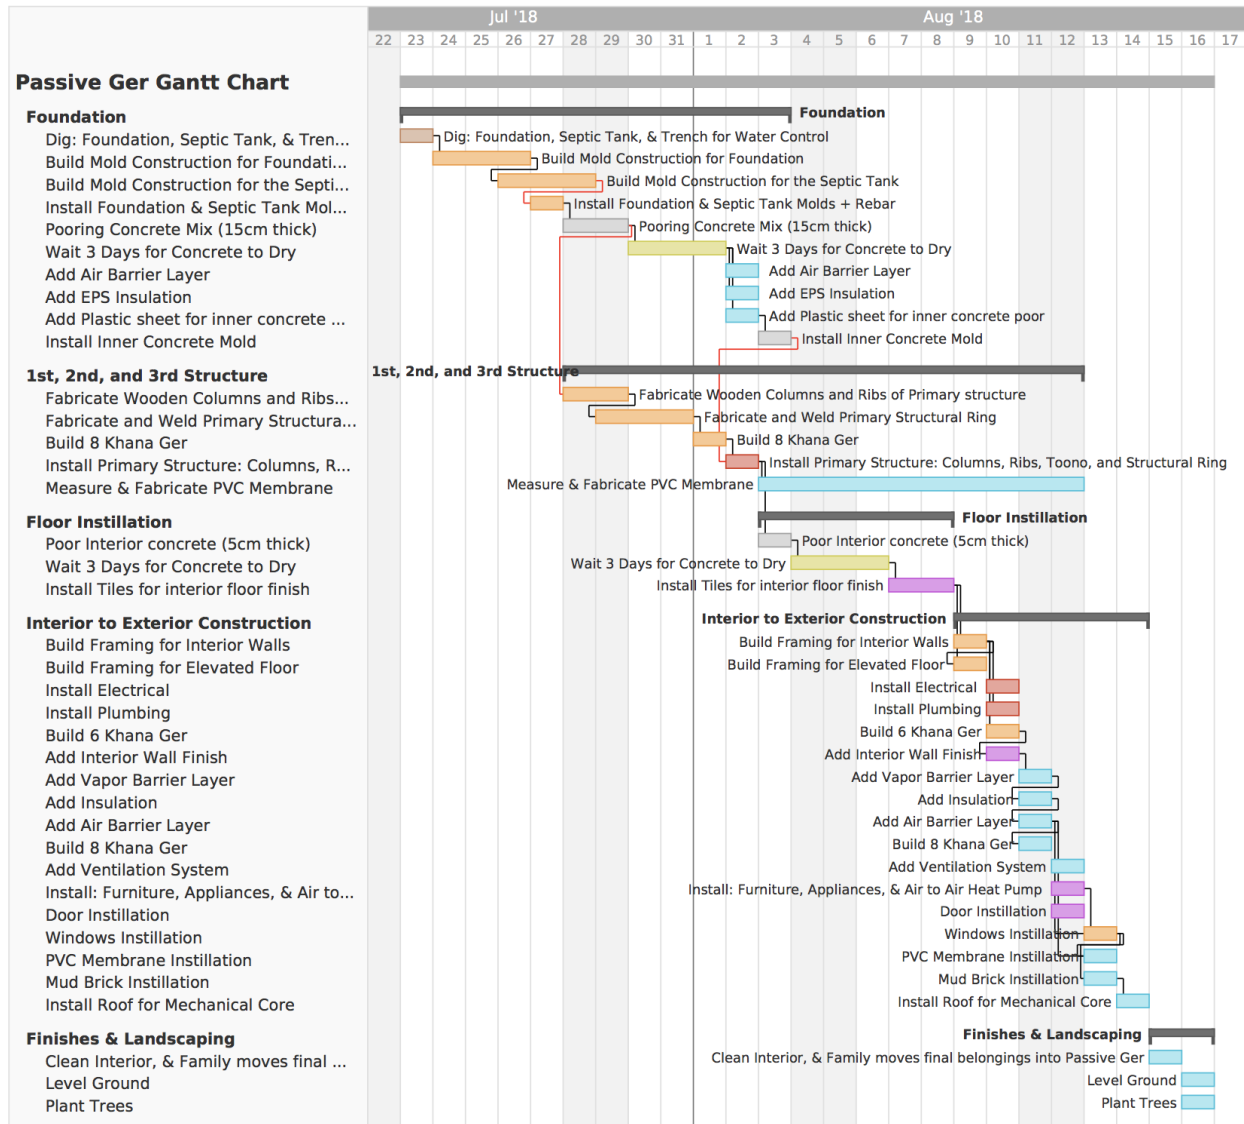 Jul '18 Aug '18
22 23 24 25 26 27 28 29 30 31 1 2 3 4 5 6 7 8 9 10 11 12 13 14 15 16 17
Passive Ger Gantt Chart
Foundation Foundation
Dig: Foundation, Septic Tank, & Tren... Dig: Foundation, Septic Tank, & Trench for Water Control
Build Mold Construction for Foundati... Build Mold Construction for Foundation
Build Mold Construction for the Septi... Build Mold Construction for the Septic Tank
Install Foundation & Septic Tank Mol... Install Foundation & Septic Tank Molds + Rebar
Pooring Concrete Mix (15cm thick) Pooring Concrete Mix (15cm thick)
Wait 3 Days for Concrete to Dry Wait 3 Days for Concrete to Dry
Add Air Barrier Layer Add Air Barrier Layer
Add EPS Insulation Add EPS Insulation
Add Plastic sheet for inner concrete ... Add Plastic sheet for inner concrete poor
Install Inner Concrete Mold Install Inner Concrete Mold
1st, 2nd, and 3rd Structure 1st, 2nd, and 3rd Structure
Fabricate Wooden Columns and Ribs... Fabricate Wooden Columns and Ribs of Primary structure
Fabricate and Weld Primary Structura... Fabricate and Weld Primary Structural Ring
Build 8 Khana Ger Build 8 Khana Ger
Install Primary Structure: Columns, R... Install Primary Structure: Columns, Ribs, Toono, and Structural Ring
Measure & Fabricate PVC Membrane Measure & Fabricate PVC Membrane
Floor Instillation Floor Instillation
Poor Interior concrete (5cm thick) Poor Interior concrete (5cm thick)
Wait 3 Days for Concrete to Dry Wait 3 Days for Concrete to Dry
Install Tiles for interior floor finish Install Tiles for interior floor finish
Interior to Exterior Construction Interior to Exterior Construction
Build Framing for Interior Walls Build Framing for Interior Walls
Build Framing for Elevated Floor Build Framing for Elevated Floor
Install Electrical Install Electrical
Install Plumbing Install Plumbing
Build 6 Khana Ger Build 6 Khana Ger
Add Interior Wall Finish Add Interior Wall Finish
Add Vapor Barrier Layer Add Vapor Barrier Layer
Add Insulation Add Insulation
Add Air Barrier Layer Add Air Barrier Layer
Build 8 Khana Ger Build 8 Khana Ger
Add Ventilation System Add Ventilation System
Install: Furniture, Appliances, & Air to... Install: Furniture, Appliances, & Air to Air Heat Pump
Door Instillation Door Instillation
Windows Instillation Windows Instillation
PVC Membrane Instillation PVC Membrane Instillation
Mud Brick Instillation Mud Brick Instillation
Install Roof for Mechanical Core Install Roof for Mechanical Core
Finishes & Landscaping Finishes & Landscaping
Clean Interior, & Family moves final ... Clean Interior, & Family moves final belongings into Passive Ger
Level Ground Level Ground
Plant Trees Plant Trees